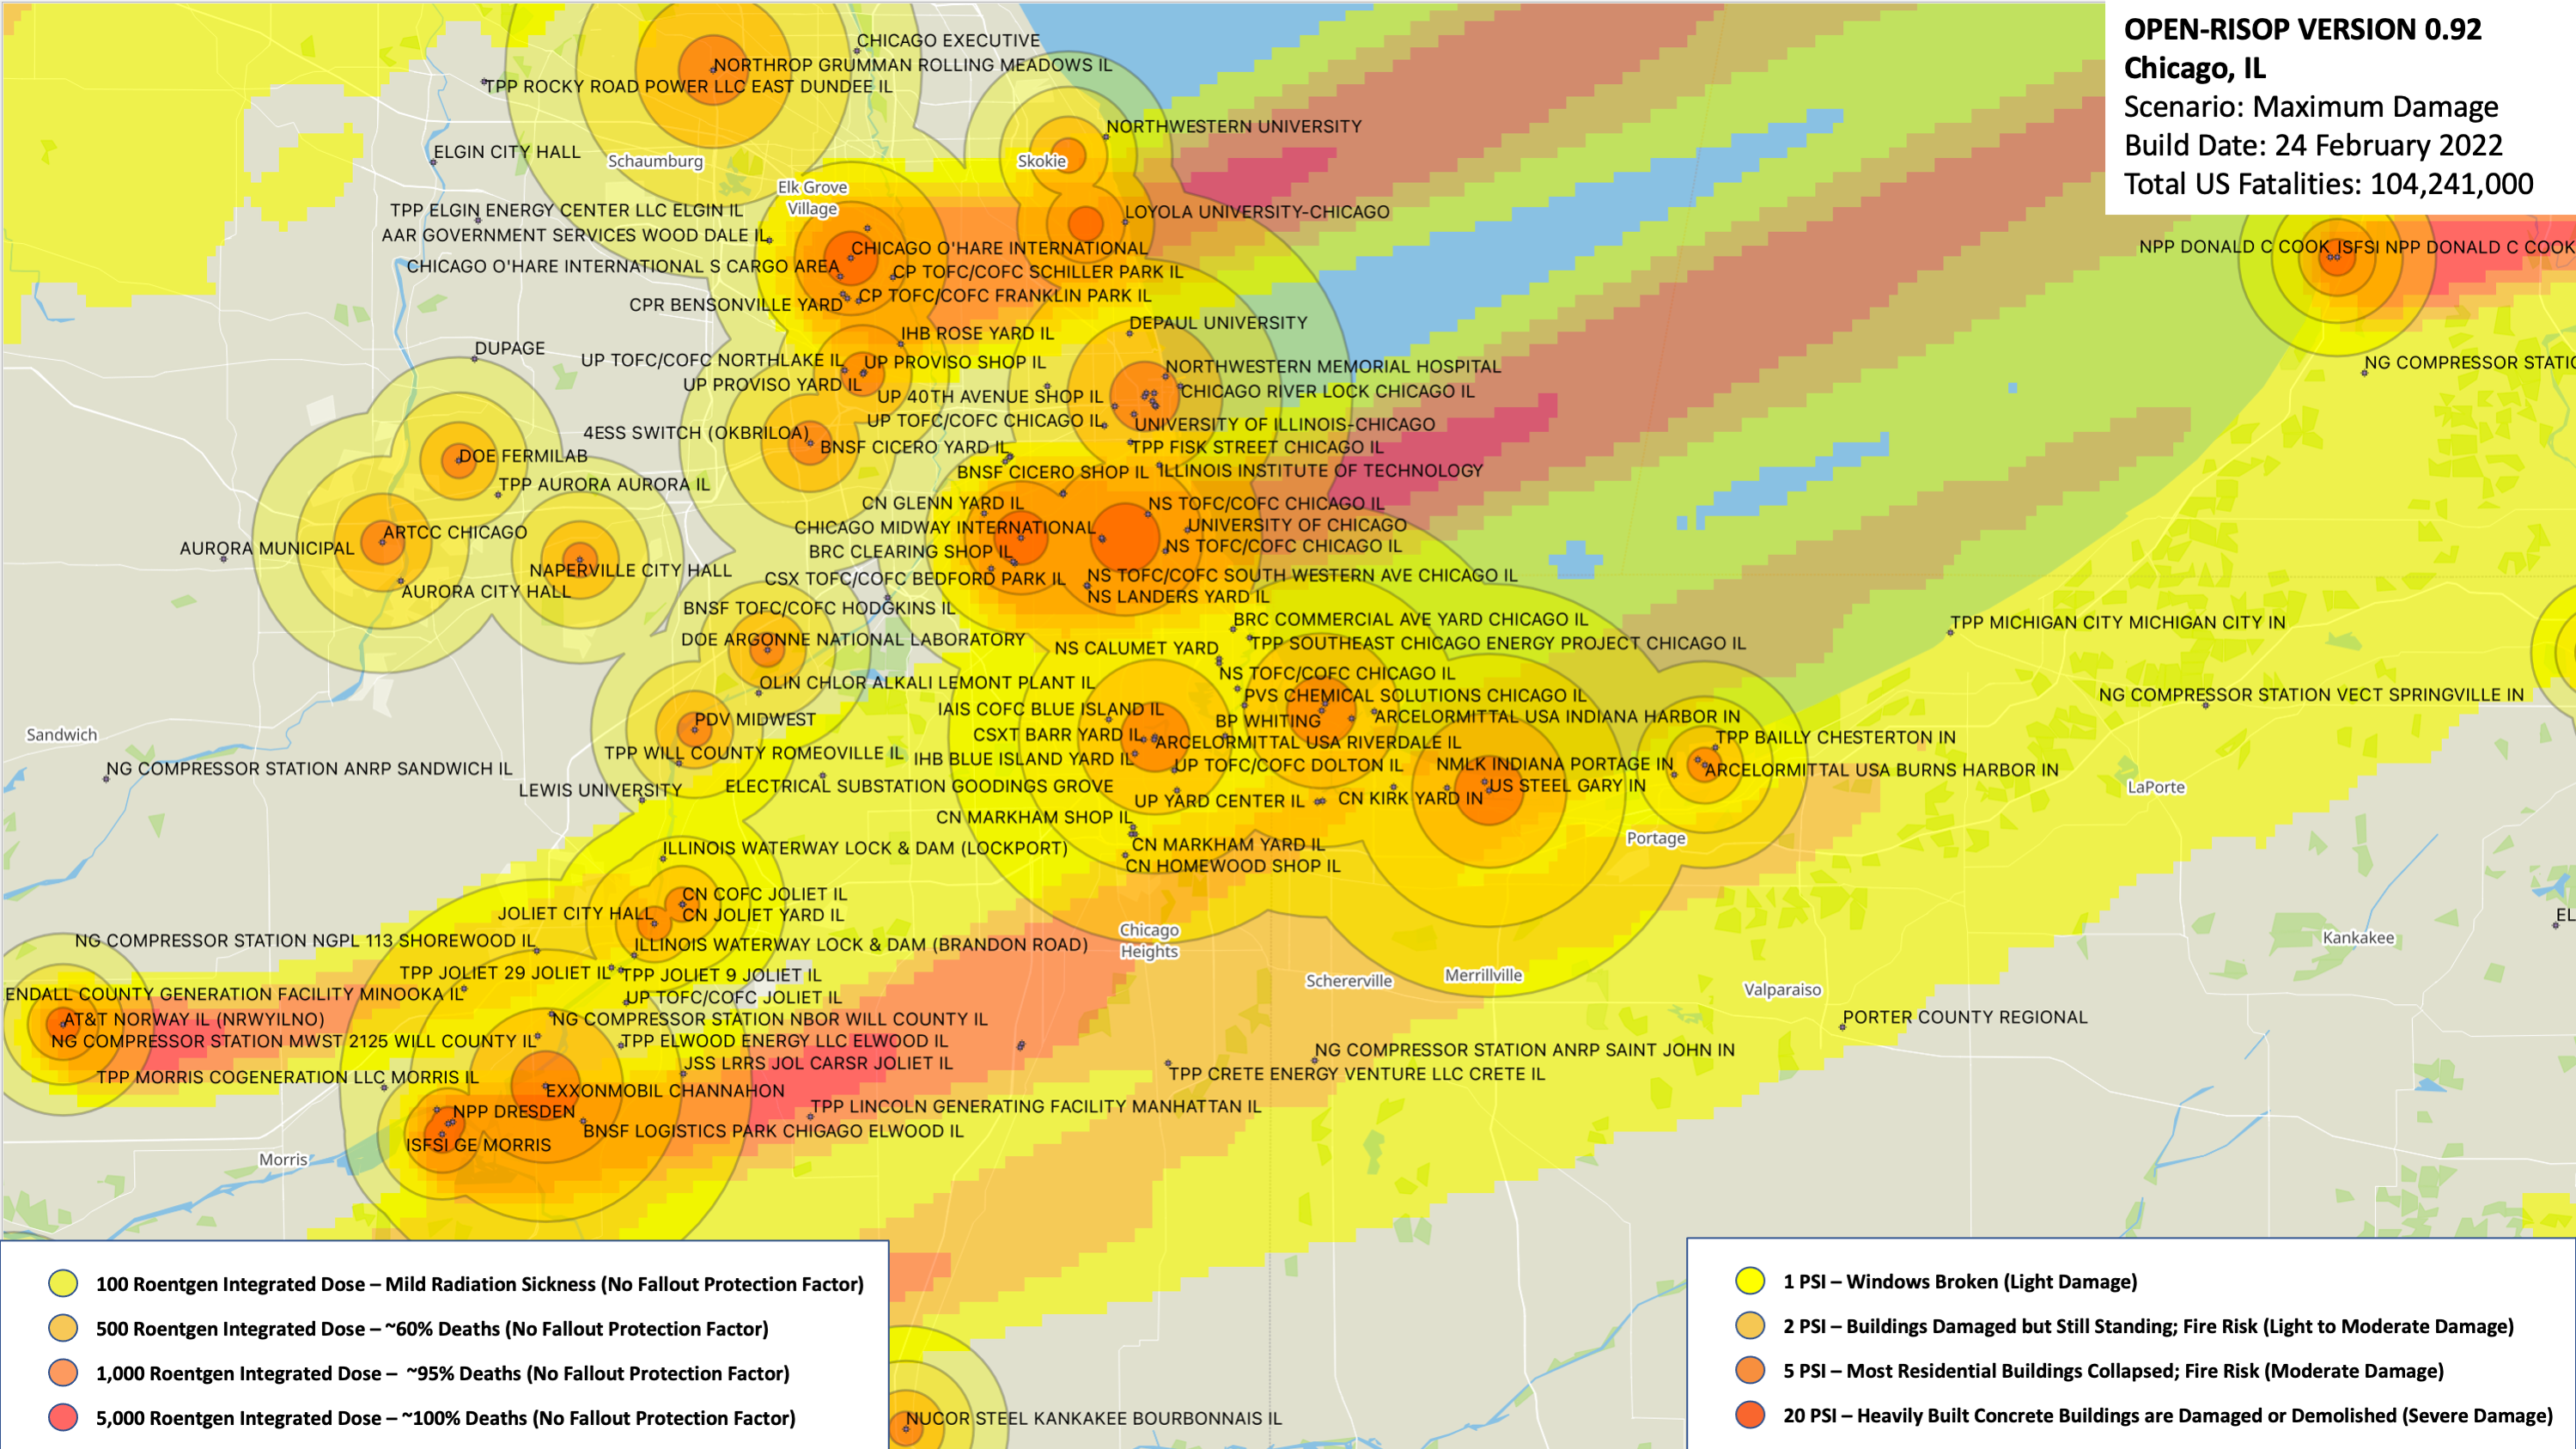 OPEN-RISOP VERSION 0.92
Chicago, IL
Scenario: Maximum Damage
Build Date: 24 February 2022
Total US Fatalities: 104,241,000
CHICAGO EXECUTIVE
NORTHROP GRUMMAN ROLLING MEADOWS IL
TPP ROCKY ROAD POWER LLC EAST DUNDEE IL
NORTHWESTERN UNIVERSITY
ELGIN CITY HALL
Schaumburg
Skokie
Elk Grove
Village
TPP ELGIN ENERGY CENTER LLC ELGIN IL
LOYOLA UNIVERSITY-CHICAGO
AAR GOVERNMENT SERVICES WOOD DALE IL
CHICAGO O'HARE INTERNATIONAL
NPP DONALD C COOK
ISFSI NPP DONALD C COOK
CHICAGO O'HARE INTERNATIONAL S CARGO AREA
CP TOFC/COFC SCHILLER PARK IL
CP TOFC/COFC FRANKLIN PARK IL
CPR BENSONVILLE YARD
DEPAUL UNIVERSITY
IHB ROSE YARD IL
DUPAGE
UP TOFC/COFC NORTHLAKE IL
UP PROVISO SHOP IL
NORTHWESTERN MEMORIAL HOSPITAL
NG COMPRESSOR STATIC
UP PROVISO YARD IL
UP 40TH AVENUE SHOP IL
CHICAGO RIVER LOCK CHICAGO IL
UP TOFC/COFC CHICAGO IL
UNIVERSITY OF ILLINOIS-CHICAGO
4ESS SWITCH (OKBRILOA)
BNSF CICERO YARD IL
TPP FISK STREET CHICAGO IL
DOE FERMILAB
BNSF CICERO SHOP IL
ILLINOIS INSTITUTE OF TECHNOLOGY
TPP AURORA AURORA IL
CN GLENN YARD IL
NS TOFC/COFC CHICAGO IL
CHICAGO MIDWAY INTERNATIONAL
UNIVERSITY OF CHICAGO
ARTCC CHICAGO
AURORA MUNICIPAL
BRC CLEARING SHOP IL
NS TOFC/COFC CHICAGO IL
NAPERVILLE CITY HALL
CSX TOFC/COFC BEDFORD PARK IL
NS TOFC/COFC SOUTH WESTERN AVE CHICAGO IL
AURORA CITY HALL
NS LANDERS YARD IL
BNSF TOFC/COFC HODGKINS IL
BRC COMMERCIAL AVE YARD CHICAGO IL
TPP MICHIGAN CITY MICHIGAN CITY IN
DOE ARGONNE NATIONAL LABORATORY
NS CALUMET YARD
TPP SOUTHEAST CHICAGO ENERGY PROJECT CHICAGO IL
NS TOFC/COFC CHICAGO IL
OLIN CHLOR ALKALI LEMONT PLANT IL
PVS CHEMICAL SOLUTIONS CHICAGO IL
NG COMPRESSOR STATION VECT SPRINGVILLE IN
IAIS COFC BLUE ISLAND IL
PDV MIDWEST
BP WHITING
ARCELORMITTAL USA INDIANA HARBOR IN
Sandwich
CSXT BARR YARD IL
ARCELORMITTAL USA RIVERDALE IL
TPP BAILLY CHESTERTON IN
TPP WILL COUNTY ROMEOVILLE IL
IHB BLUE ISLAND YARD IL
UP TOFC/COFC DOLTON IL
NMLK INDIANA PORTAGE IN
ARCELORMITTAL USA BURNS HARBOR IN
NG COMPRESSOR STATION ANRP SANDWICH IL
LEWIS UNIVERSITY
ELECTRICAL SUBSTATION GOODINGS GROVE
US STEEL GARY IN
LaPorte
UP YARD CENTER IL
CN KIRK YARD IN
CN MARKHAM SHOP IL
Portage
ILLINOIS WATERWAY LOCK & DAM (LOCKPORT)
CN MARKHAM YARD IL
CN HOMEWOOD SHOP IL
CN COFC JOLIET IL
JOLIET CITY HALL
CN JOLIET YARD IL
EL
Chicago
Heights
Kankakee
NG COMPRESSOR STATION NGPL 113 SHOREWOOD IL
ILLINOIS WATERWAY LOCK & DAM (BRANDON ROAD)
TPP JOLIET 29 JOLIET IL
TPP JOLIET 9 JOLIET IL
Schererville
Merrillville
Valparaiso
ENDALL COUNTY GENERATION FACILITY MINOOKA IL
UP TOFC/COFC JOLIET IL
AT&T NORWAY IL (NRWYILNO)
NG COMPRESSOR STATION NBOR WILL COUNTY IL
PORTER COUNTY REGIONAL
NG COMPRESSOR STATION MWST 2125 WILL COUNTY IL
TPP ELWOOD ENERGY LLC ELWOOD IL
NG COMPRESSOR STATION ANRP SAINT JOHN IN
JSS LRRS JOL CARSR JOLIET IL
TPP MORRIS COGENERATION LLC MORRIS IL
TPP CRETE ENERGY VENTURE LLC CRETE IL
EXXONMOBIL CHANNAHON
NPP DRESDEN
TPP LINCOLN GENERATING FACILITY MANHATTAN IL
BNSF LOGISTICS PARK CHIGAGO ELWOOD IL
ISFSI GE MORRIS
Morris
100 Roentgen Integrated Dose – Mild Radiation Sickness (No Fallout Protection Factor)
500 Roentgen Integrated Dose – ~60% Deaths (No Fallout Protection Factor)
1,000 Roentgen Integrated Dose – ~95% Deaths (No Fallout Protection Factor)
5,000 Roentgen Integrated Dose – ~100% Deaths (No Fallout Protection Factor)
1 PSI – Windows Broken (Light Damage)
2 PSI – Buildings Damaged but Still Standing; Fire Risk (Light to Moderate Damage)
5 PSI – Most Residential Buildings Collapsed; Fire Risk (Moderate Damage)
20 PSI – Heavily Built Concrete Buildings are Damaged or Demolished (Severe Damage)
NUCOR STEEL KANKAKEE BOURBONNAIS IL